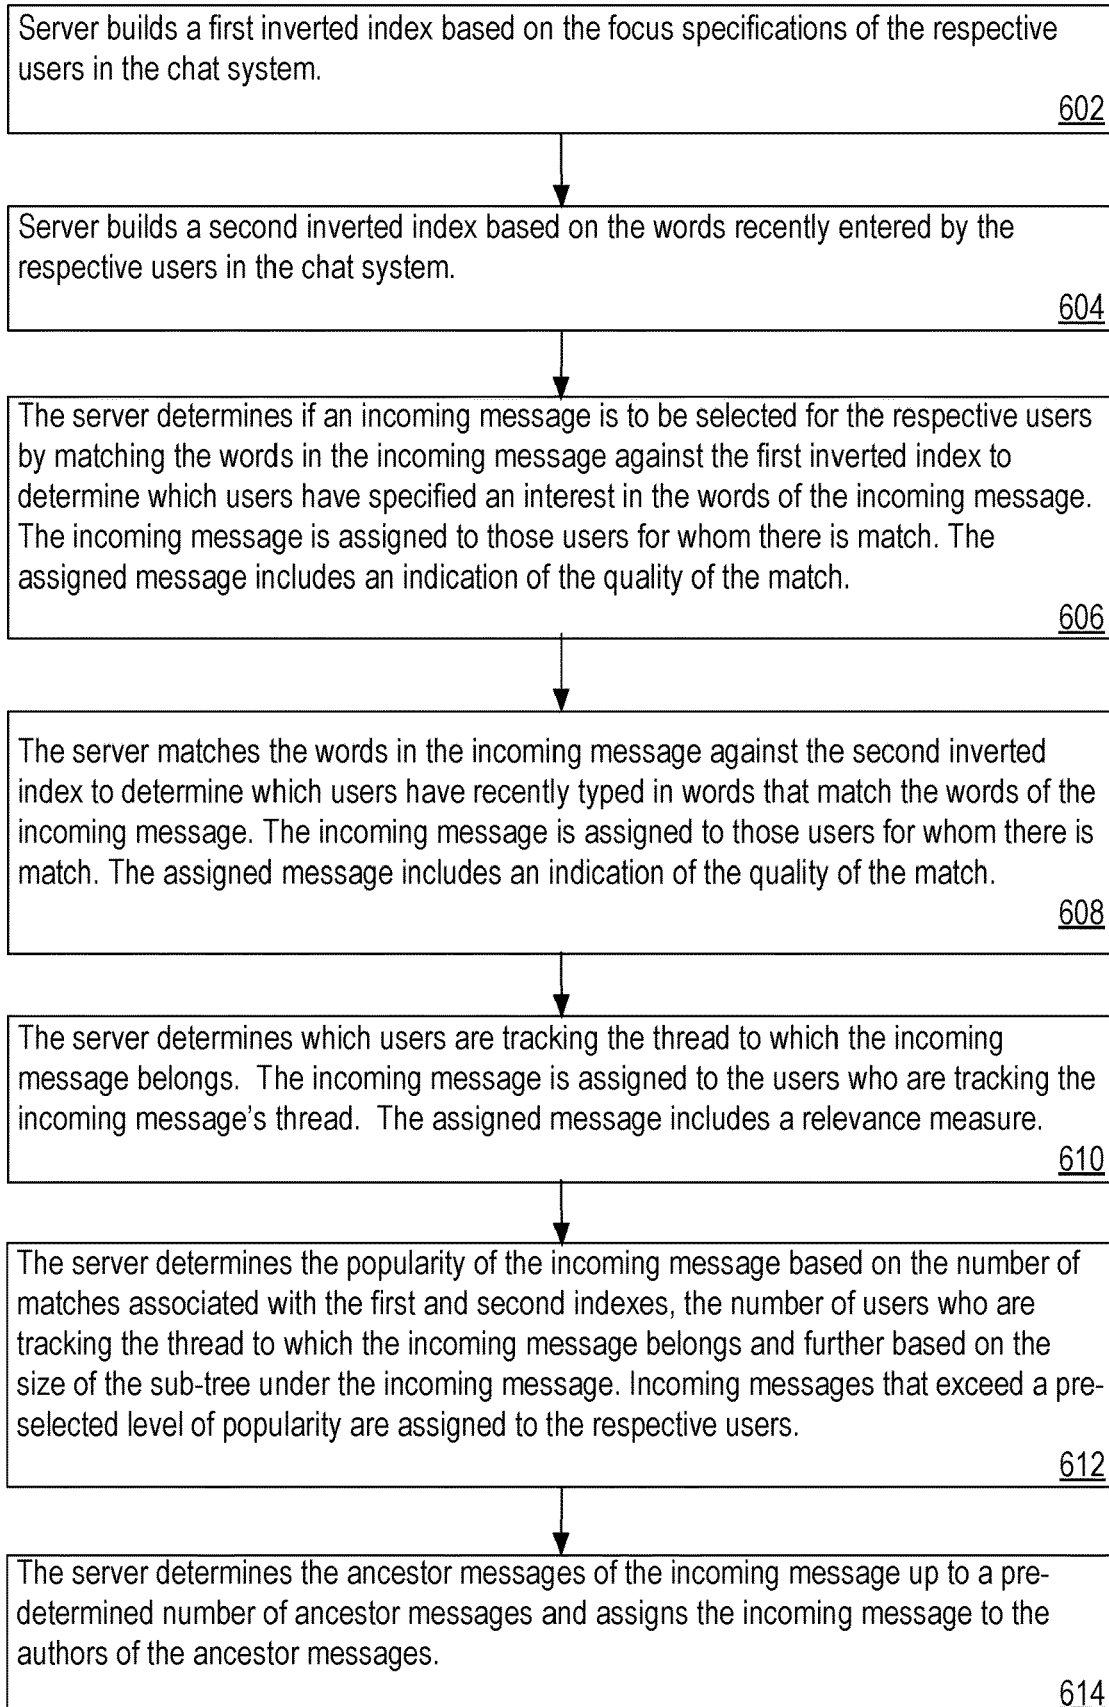 Server builds a first inverted index based on the focus specifications of the respective
users in the chat system.
602
Server builds a second inverted index based on the words recently entered by the
respective users in the chat system.
604
The server determines if an incoming message is to be selected for the respective users
by matching the words in the incoming message against the first inverted index to
determine which users have specified an interest in the words of the incoming message.
The incoming message is assigned to those users for whom there is match. The
assigned message includes an indication of the quality of the match.
606
The server matches the words in the incoming message against the second inverted
index to determine which users have recently typed in words that match the words of the
incoming message. The incoming message is assigned to those users for whom there is
match. The assigned message includes an indication of the quality of the match.
608
The server determines which users are tracking the thread to which the incoming
message belongs.  The incoming message is assigned to the users who are tracking the
incoming message's thread.  The assigned message includes a relevance measure.
610
The server determines the popularity of the incoming message based on the number of
matches associated with the first and second indexes, the number of users who are
tracking the thread to which the incoming message belongs and further based on the
size of the sub-tree under the incoming message. Incoming messages that exceed a pre-
selected level of popularity are assigned to the respective users.
612
The server determines the ancestor messages of the incoming message up to a pre-
determined number of ancestor messages and assigns the incoming message to the
authors of the ancestor messages.
614